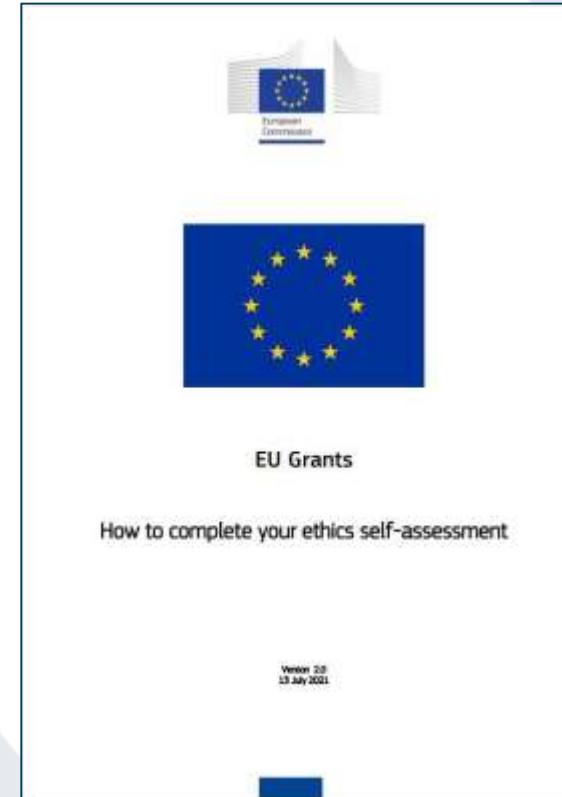 European
Commission
EU Grants
How to complete your ethics self-assessment
Version 2.0
13 July 2021